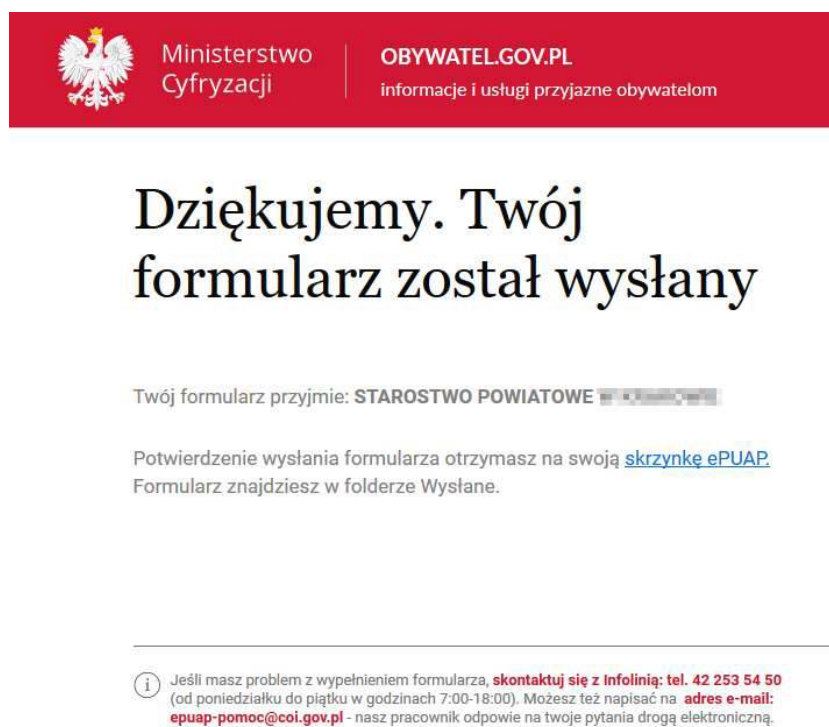 Ministerstwo
Cyfryzacji
OBYWATEL.GOV.PL
informacje i usługi przyjazne obywatelom
Dziękujemy. Twój
formularz został wysłany
Twój formularz przyjmie: STAROSTWO POWIATOWE
Potwierdzenie wysłania formularza otrzymasz na swoją skrzynkę ePUAP.
Formularz znajdziesz w folderze Wysłane.
i
Jeśli masz problem z wypełnieniem formularza, skontaktuj się z Infolinią: tel. 42 253 54 50
(od poniedziałku do piątku w godzinach 7:00-18:00). Możesz też napisać na adres e-mail:
epuap-pomoc@coi.gov.pl - nasz pracownik odpowie na twoje pytania drogą elektroniczną.